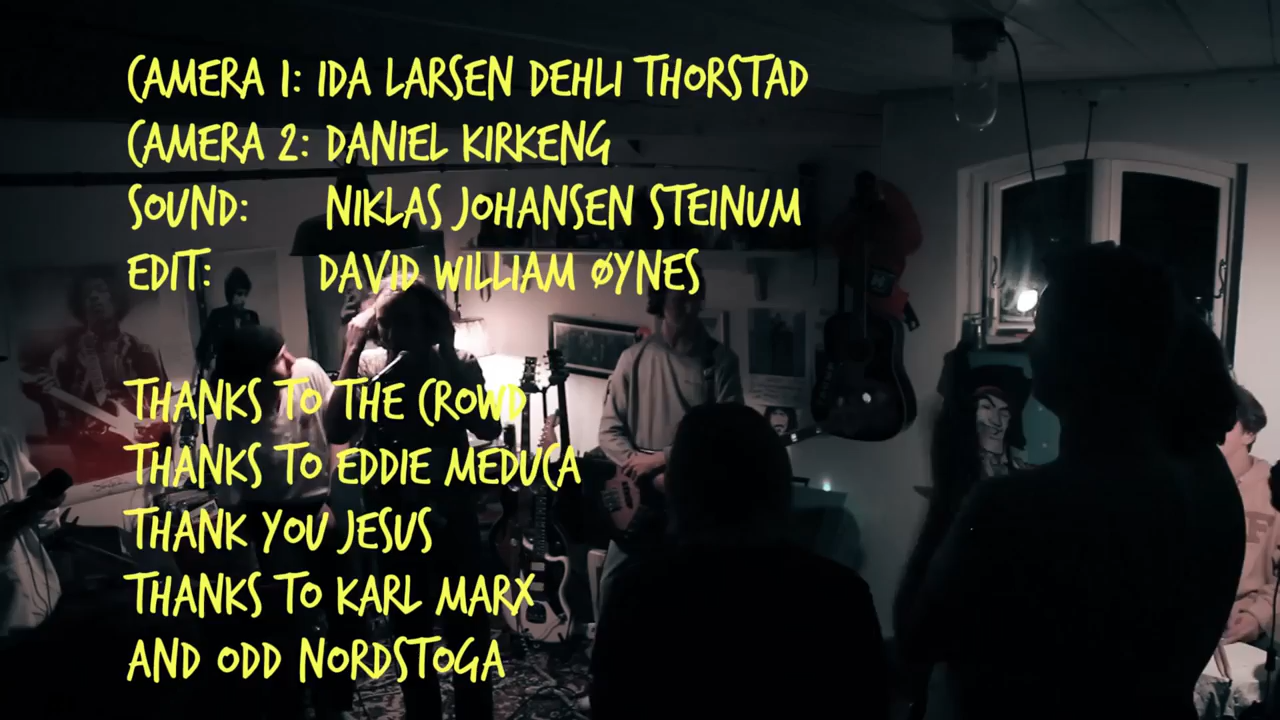 CAMERA 1: IDA LARSEN DEHLI THORSTAD
CAMERA 2: DANIEL KIRKENG
SOUND: NIKLAS JOHANSEN STEINUM
EDIT: DAVID WILLIAM ØYNES
THANKS TO THE CROWD
THANKS TO EDDIE MEDUCA
THANK YOU JESUS
THANKS TO KARL MARX
AND ODD NORDSTOGA